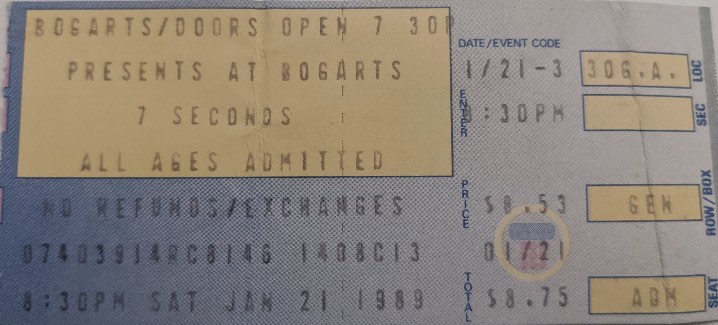 BOGARTS/DOORS OPEN 7 30P
PRESENTS AT BOGARTS
7 SECONDS
ALL AGES ADMITTED
NO REFUNDS/EXCHANGES
07403914RC814G 1408C13
8:30PM SAT JAN 21 1989
DATE/EVENT CODE
1/21-3
ENTER
:30PM
PRICE
$8.53
01/21
TOTAL
$8.75
30G.A.
LOC
SEC
GEN
ROW/BOX
ADM
SEAT